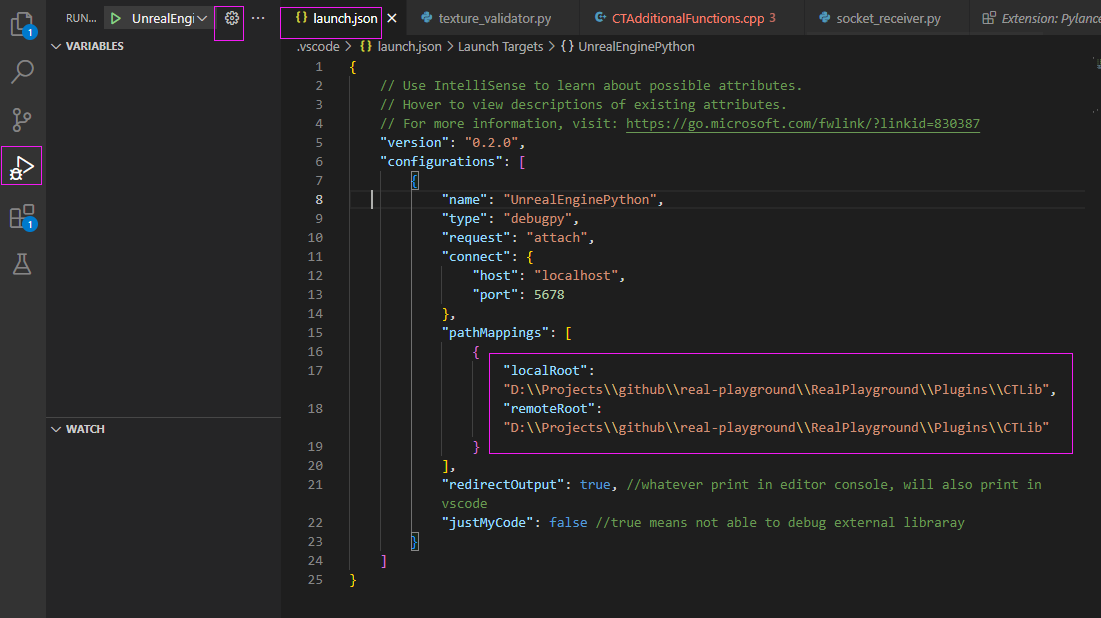 RUN...
UnrealEngi
launch.json
texture_validator.py
CTAdditionalFunctions.cpp 3
socket_receiver.py
Extension: Pylance
1
1
VARIABLES
WATCH
.vscode > {} launch.json > Launch Targets > {} UnrealEnginePython
1 {
2 // Use IntelliSense to learn about possible attributes.
3 // Hover to view descriptions of existing attributes.
4 // For more information, visit: https://go.microsoft.com/fwlink/?linkid=830387
5 "version": "0.2.0",
6 "configurations": [
7 {
8 "name": "UnrealEnginePython",
9 "type": "debugpy",
10 "request": "attach",
11 "connect": {
12 "host": "localhost",
13 "port": 5678
14 },
15 "pathMappings": [
16 {
17 "localRoot":
"D:\\Projects\\github\\real-playground\\RealPlayground\\Plugins\\CTLib",
18 "remoteRoot":
"D:\\Projects\\github\\real-playground\\RealPlayground\\Plugins\\CTLib"
19 }
20 ],
21 "redirectOutput": true, //whatever print in editor console, will also print in
vscode
22 "justMyCode": false //true means not able to debug external libraray
23 }
24 ]
25 }